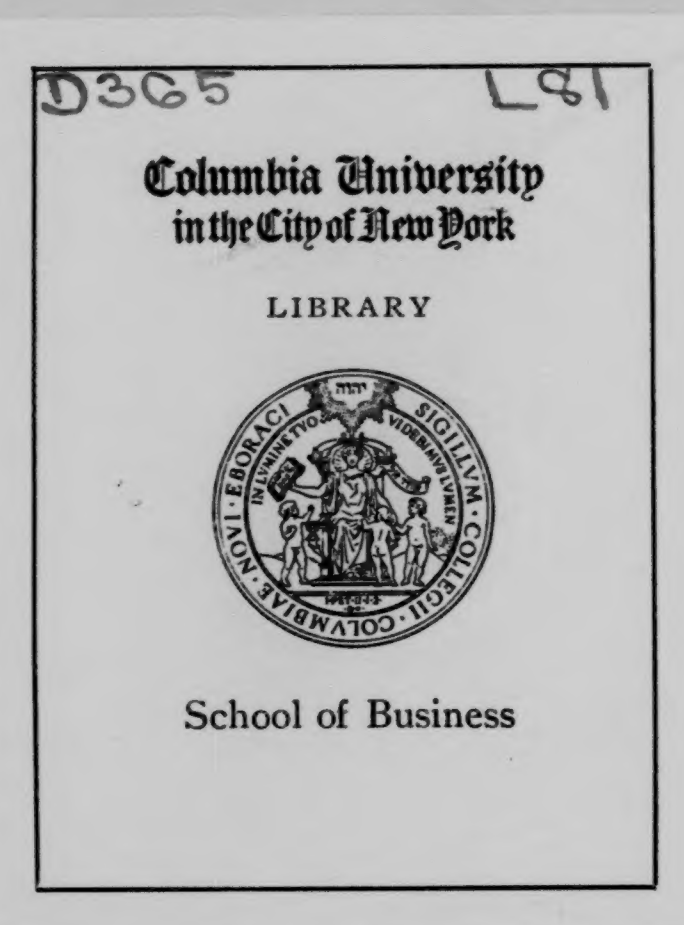 D365 L81
Columbia University
in the City of New York
LIBRARY
יהוה
SIGILLVM · COLLEGII · COLVMBIAE · NOVI · EBORACI
IN LVMINE TVO VIDEBIMVS LVMEN
School of Business